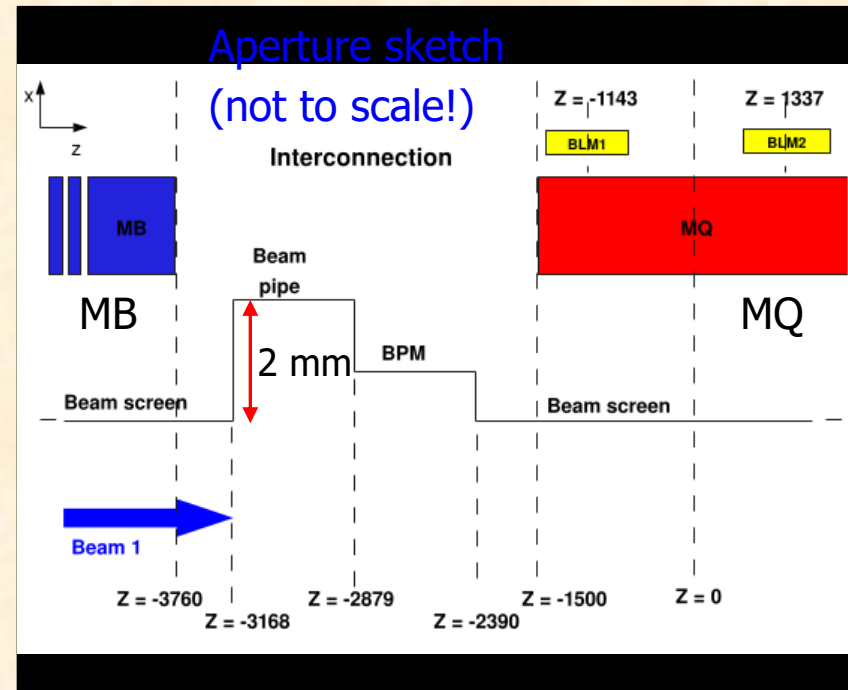 Aperture sketch
(not to scale!)
x
z
Z = -1143
Z = 1337
BLM1
BLM2
Interconnection
MB
MQ
Beam
pipe
MB
MQ
2 mm
BPM
Beam screen
Beam screen
Beam 1
Z = -3760
Z = -2879
Z = -1500
Z = 0
Z = -3168
Z = -2390